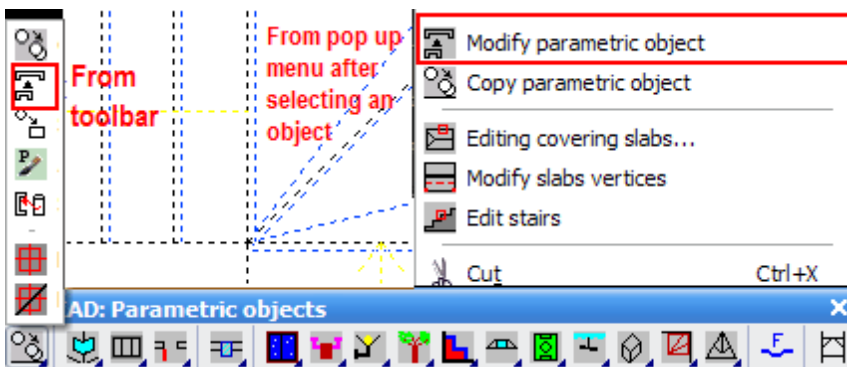 From
toolbar
From pop up
menu after
selecting an
object
Modify parametric object
Copy parametric object
Editing covering slabs...
Modify slabs vertices
Edit stairs
Cut Ctrl+X
AD: Parametric objects
P
F